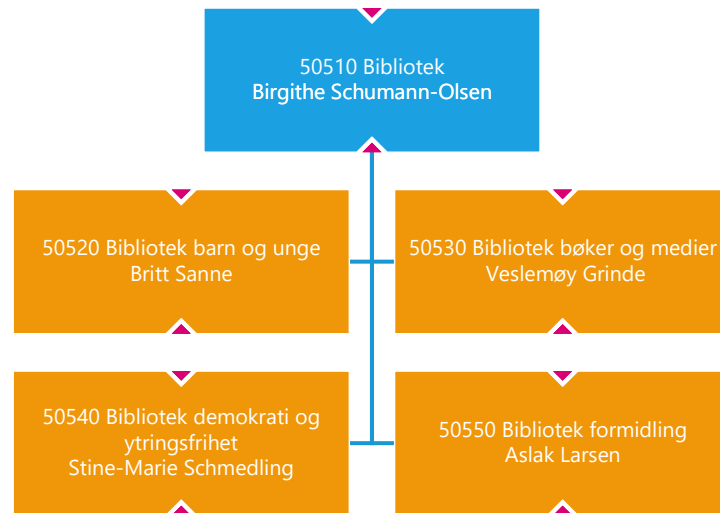 50510 Bibliotek
Birgithe Schumann-Olsen
50520 Bibliotek barn og unge
Britt Sanne
50530 Bibliotek bøker og medier
Veslemøy Grinde
50540 Bibliotek demokrati og
ytringsfrihet
Stine-Marie Schmedling
50550 Bibliotek formidling
Aslak Larsen